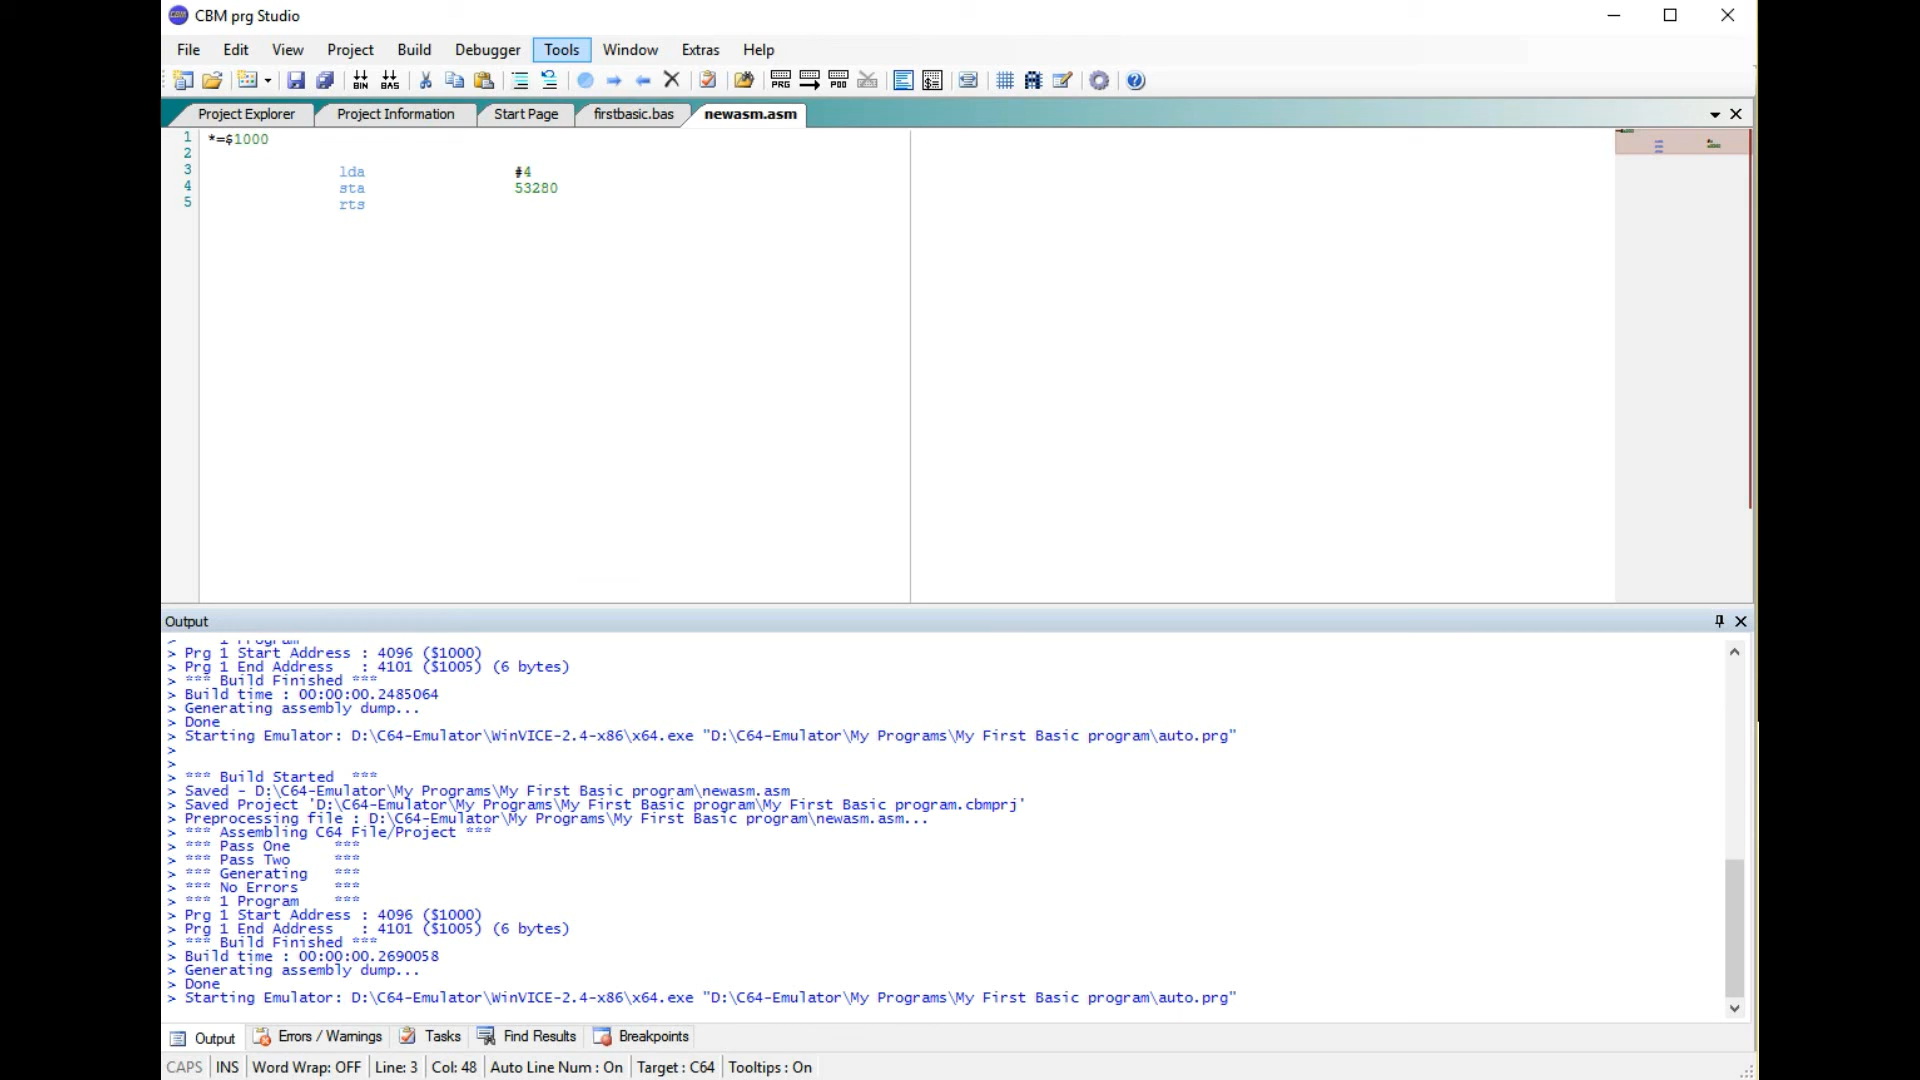 CBM prg Studio
File Edit View Project Build Debugger Tools Window Extras Help
BIN BAS PRG POO
Project Explorer Project Information Start Page firstbasic.bas newasm.asm
1 *=$1000
2
3 lda #4
4 sta 53280
5 rts
Output
> 1 Program
> Prg 1 Start Address : 4096 ($1000)
> Prg 1 End Address : 4101 ($1005) (6 bytes)
> *** Build Finished ***
> Build time : 00:00:00.2485064
> Generating assembly dump...
> Done
> Starting Emulator: D:\C64-Emulator\WinVICE-2.4-x86\x64.exe "D:\C64-Emulator\My Programs\My First Basic program\auto.prg"
>
>
> *** Build Started ***
> Saved - D:\C64-Emulator\My Programs\My First Basic program\newasm.asm
> Saved Project 'D:\C64-Emulator\My Programs\My First Basic program\My First Basic program.cbmprj'
> Preprocessing file : D:\C64-Emulator\My Programs\My First Basic program\newasm.asm...
> *** Assembling C64 File/Project ***
> *** Pass One ***
> *** Pass Two ***
> *** Generating ***
> *** No Errors ***
> *** 1 Program ***
> Prg 1 Start Address : 4096 ($1000)
> Prg 1 End Address : 4101 ($1005) (6 bytes)
> *** Build Finished ***
> Build time : 00:00:00.2690058
> Generating assembly dump...
> Done
> Starting Emulator: D:\C64-Emulator\WinVICE-2.4-x86\x64.exe "D:\C64-Emulator\My Programs\My First Basic program\auto.prg"
Output Errors / Warnings Tasks Find Results Breakpoints
CAPS INS Word Wrap: OFF Line: 3 Col: 48 Auto Line Num : On Target : C64 Tooltips : On